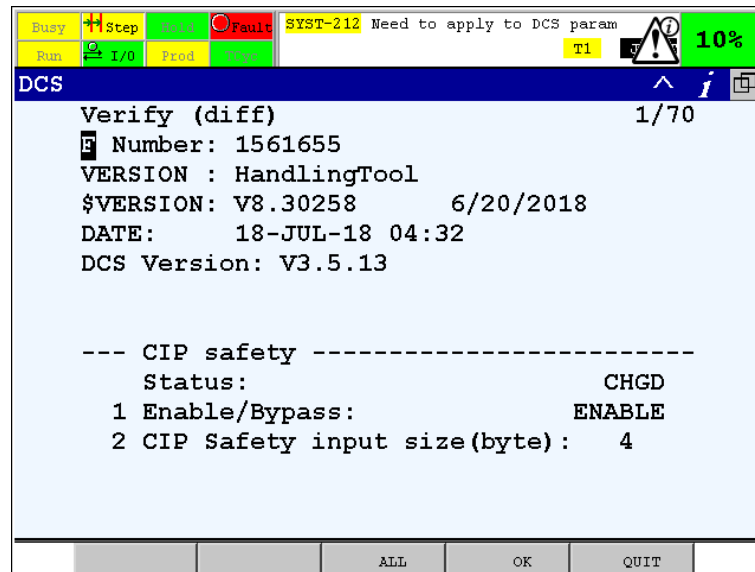 Busy Step Hold Fault SYST-212 Need to apply to DCS param
Run I/O Prod TCyc T1 10%
DCS
Verify (diff) 1/70
F Number: 1561655
VERSION : HandlingTool
$VERSION: V8.30258 6/20/2018
DATE: 18-JUL-18 04:32
DCS Version: V3.5.13
--- CIP safety -------------------------
Status: CHGD
1 Enable/Bypass: ENABLE
2 CIP Safety input size(byte): 4
ALL OK QUIT